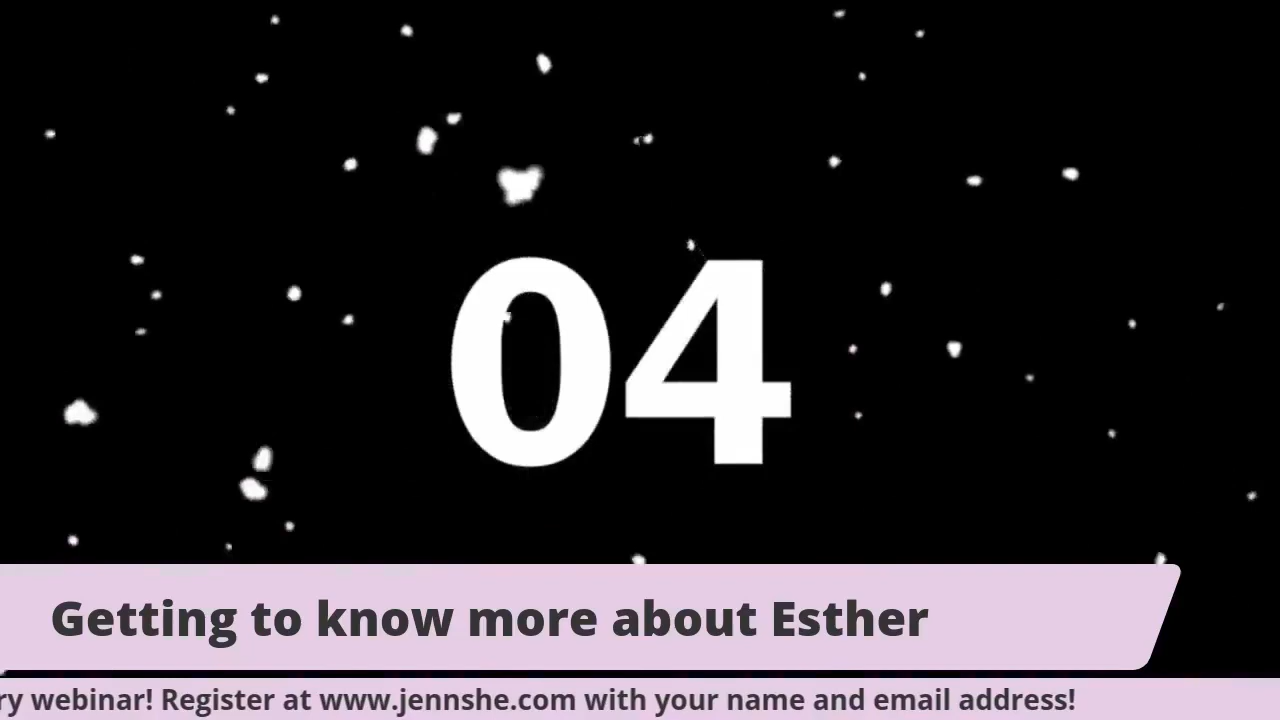 04
Getting to know more about Esther
webinar! Register at www.jennshe.com with your name and email address!